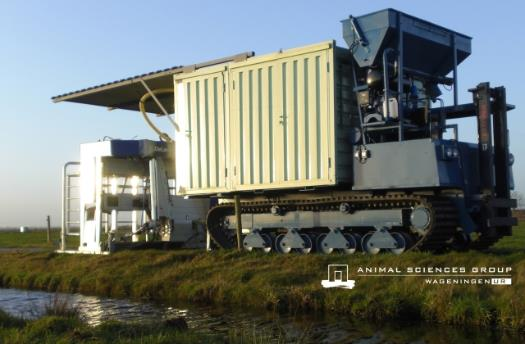 ANIMAL SCIENCES GROUP
WAGENINGEN UR